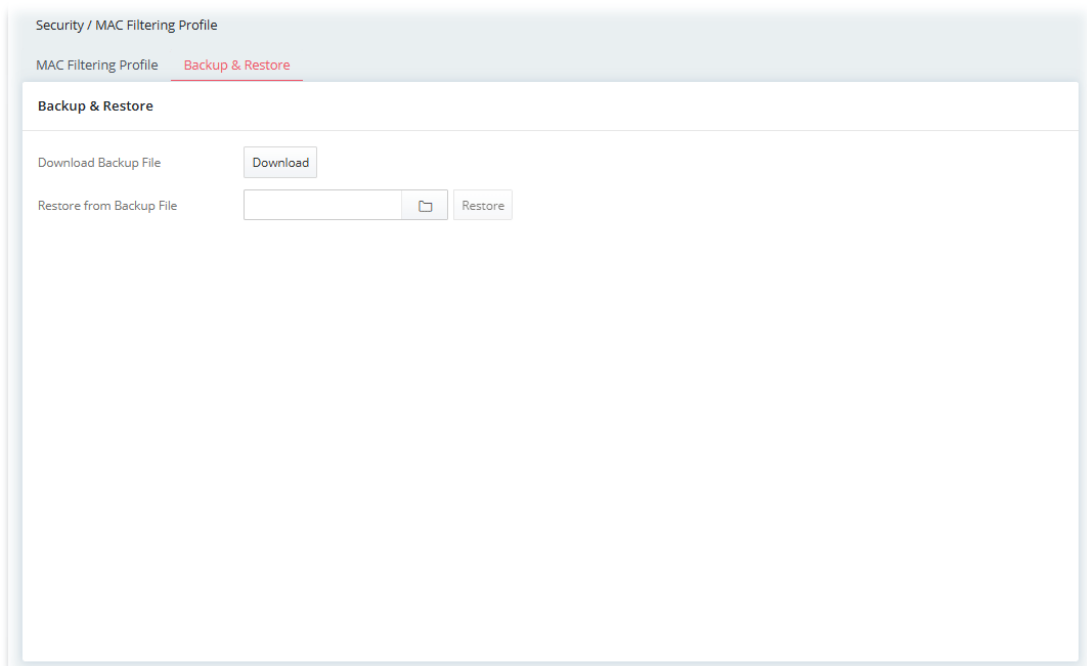 Security / MAC Filtering Profile
MAC Filtering Profile Backup & Restore
Backup & Restore
Download Backup File Download
Restore from Backup File Restore